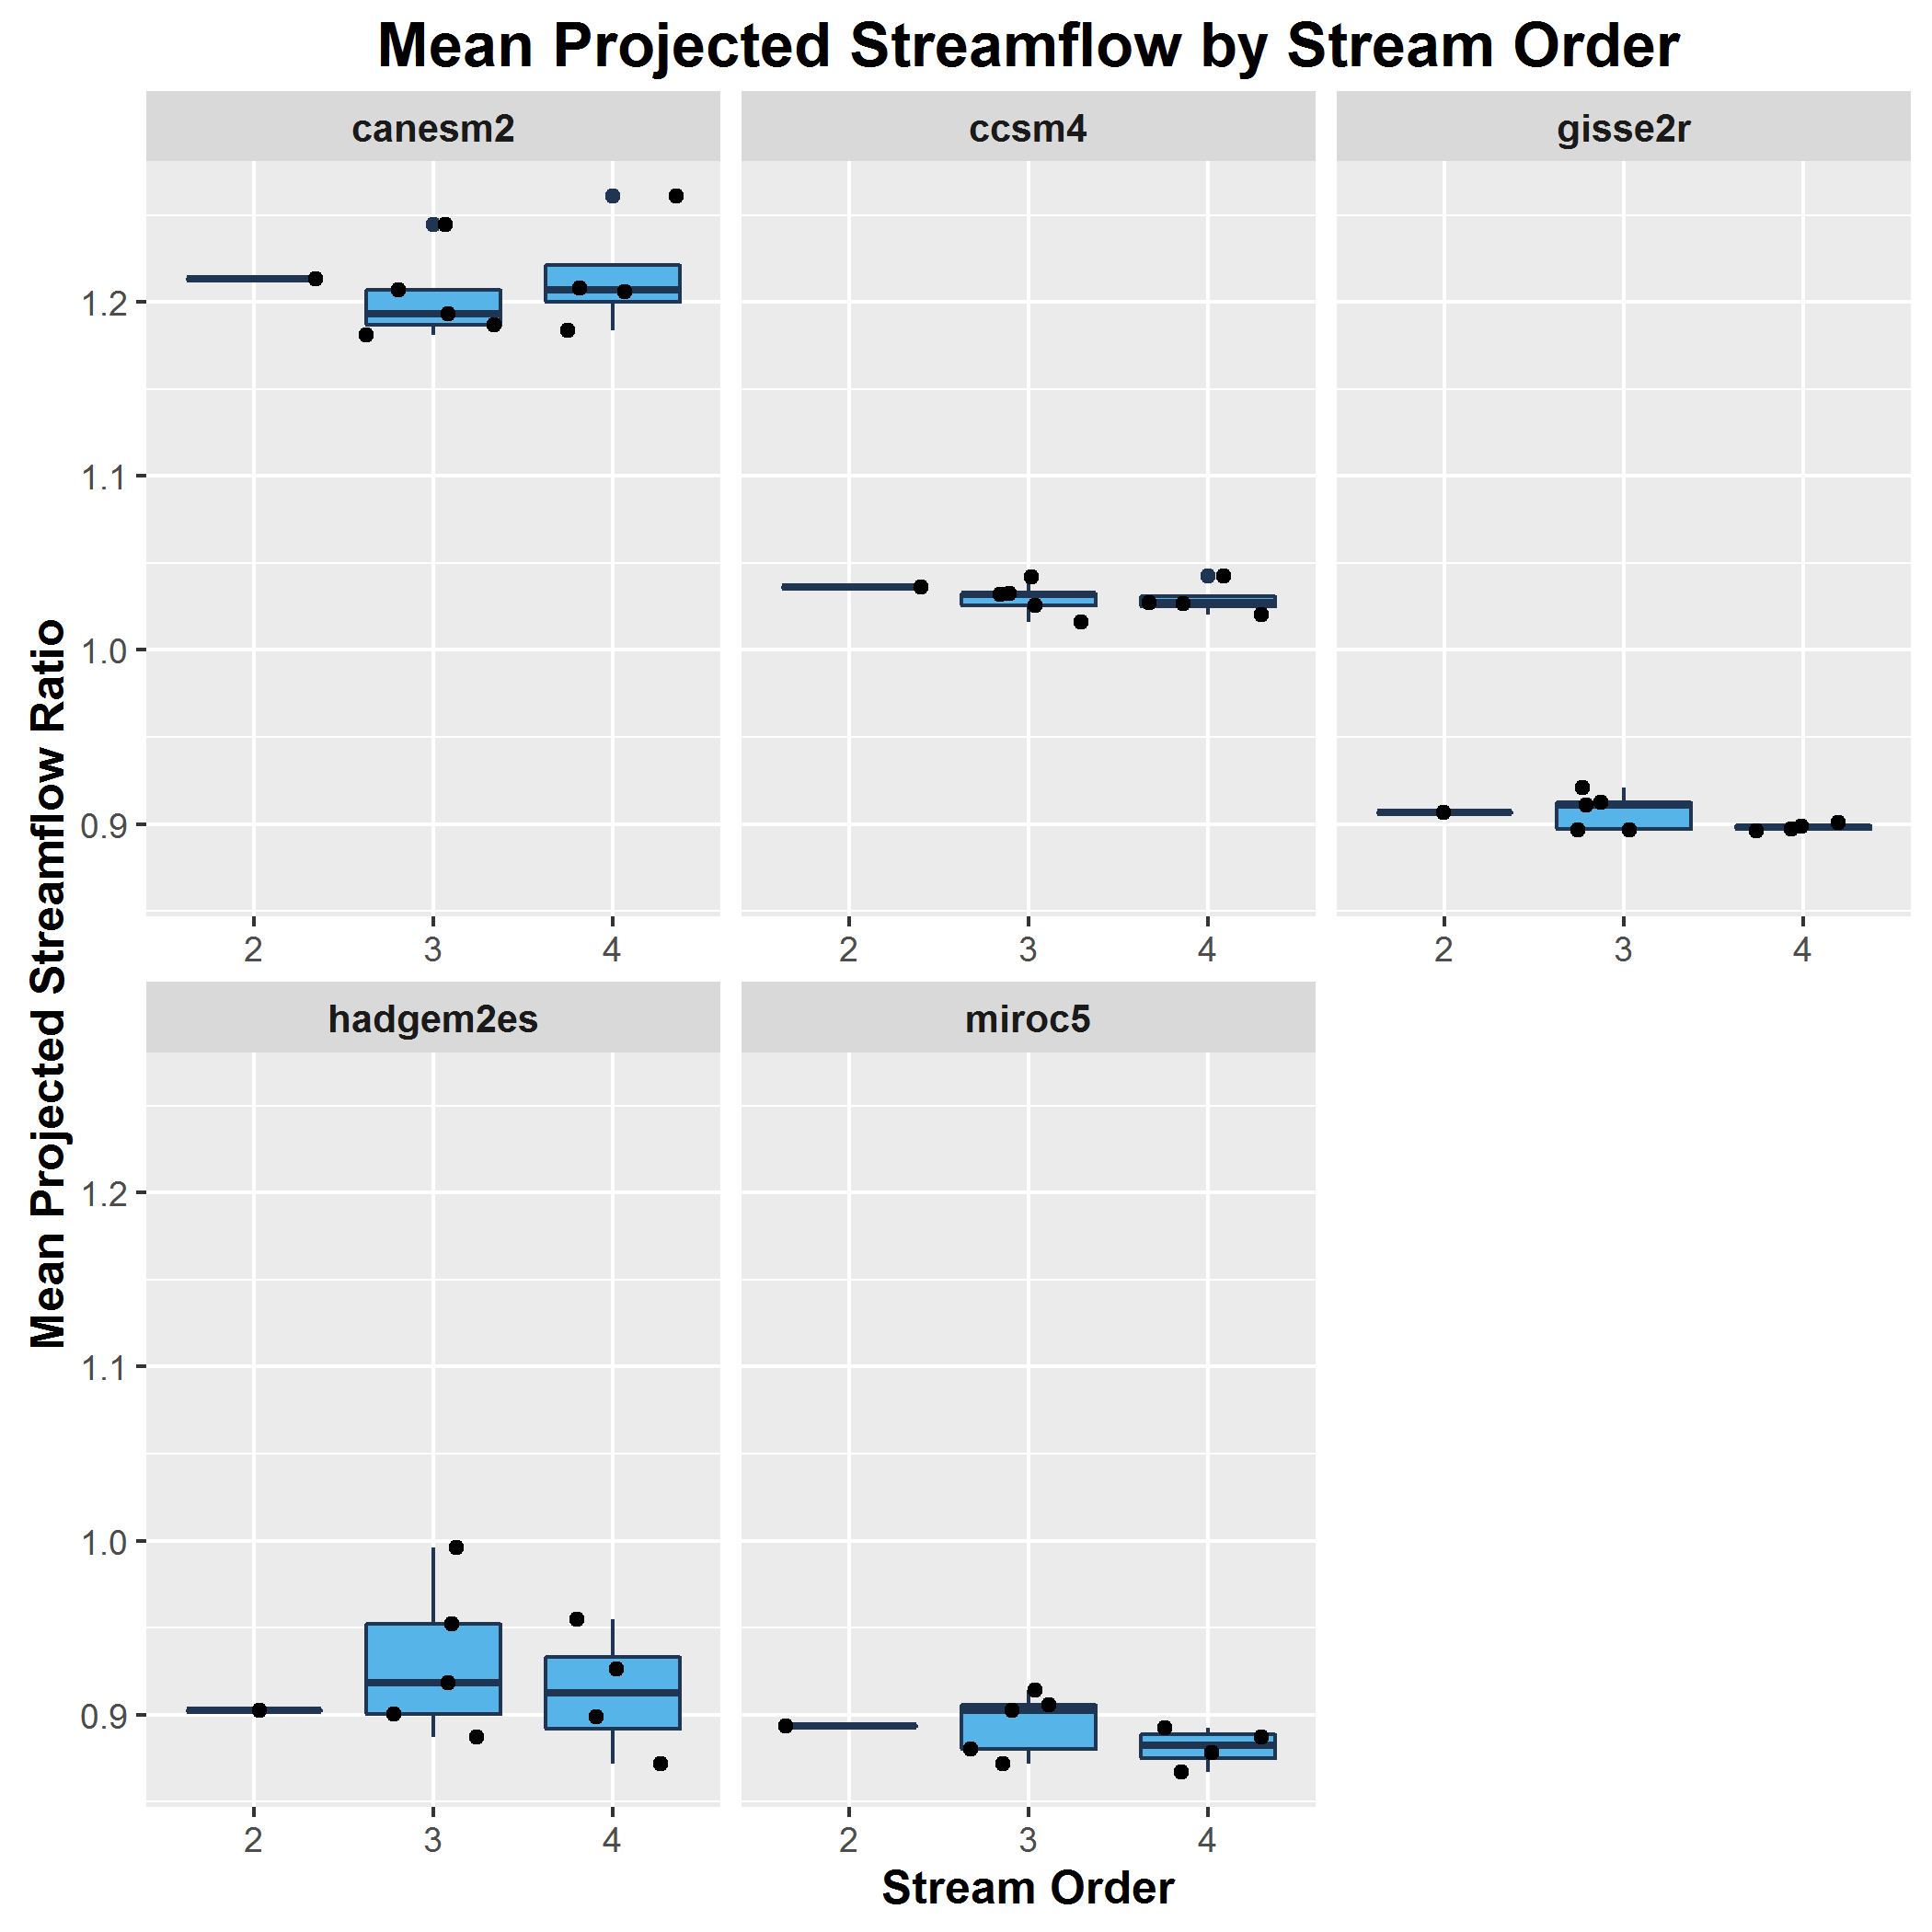 Mean Projected Streamflow by Stream Order
canesm2 ccsm4 gisse2r
1.2
1.1
1.0
0.9
2 3 4 2 3 4 2 3 4
hadgem2es miroc5
1.2
1.1
1.0
0.9
2 3 4 2 3 4
Mean Projected Streamflow Ratio
Stream Order